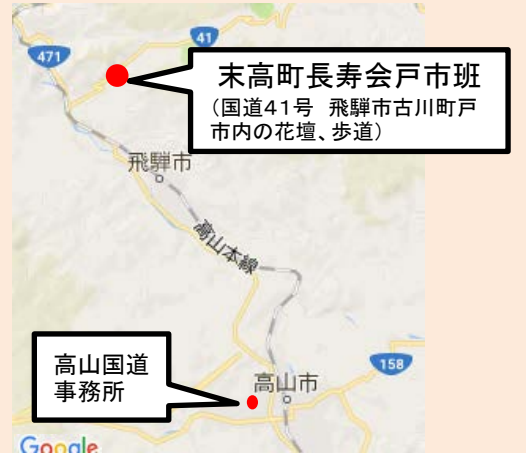 41
471
末高町長寿会戸市班
(国道41号 飛騨市古川町戸
市内の花壇、歩道)
飛騨市
高山本線
高山国道
事務所
158
高山市
Google